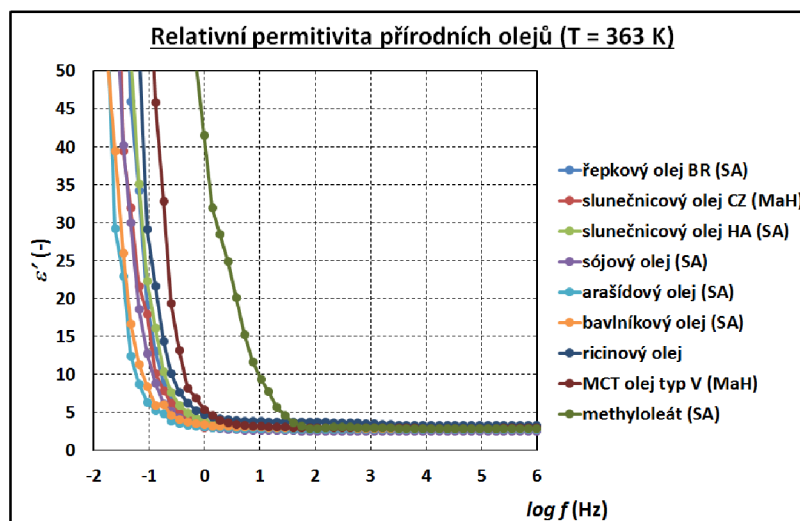 Relativní permitivita přírodních olejů (T = 363 K)
50
45
40
35
30
25
20
15
10
5
0
ε′ (-)
-2 -1 0 1 2 3 4 5 6
log f (Hz)
řepkový olej BR (SA)
slunečnicový olej CZ (MaH)
slunečnicový olej HA (SA)
sójový olej (SA)
arašídový olej (SA)
bavlníkový olej (SA)
ricinový olej
MCT olej typ V (MaH)
methyloleát (SA)